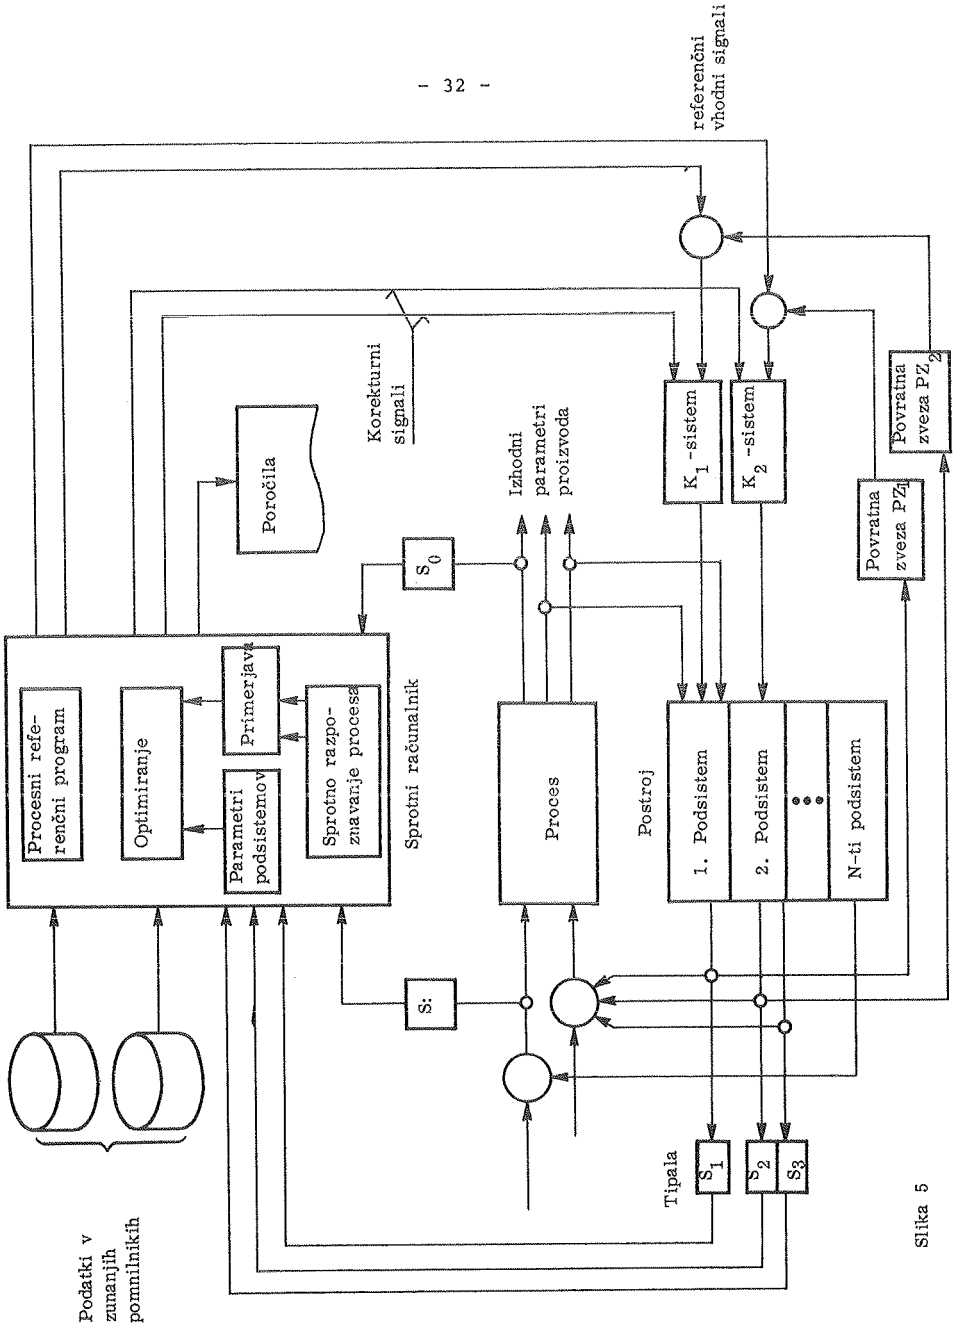 - 32 -
Podatki v
zunanjih
pomnilnikih
Procesni refe-
renčni program
Optimiranje
Parametri
podsistemov
Primerjava
Sprotno razpo-
znavanje procesa
Sprotni računalnik
Poročila
Korekturni
signali
referenčni
vhodni signali
S:
S0
Proces
Izhodni
parametri
proizvoda
Postroj
1. Podsistem
2. Podsistem
N-ti podsistem
K1 -sistem
K2 -sistem
Povratna
zveza PZ1
Povratna
zveza PZ2
Tipala
S1
S2
S3
Slika 5